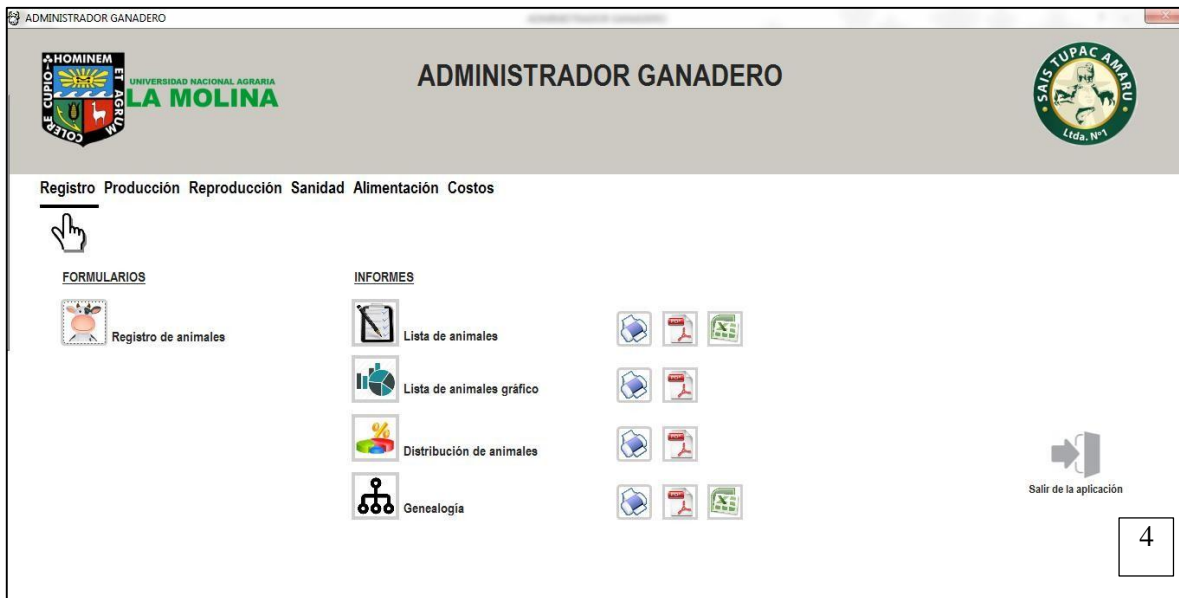 ADMINISTRADOR GANADERO
COLERE CUPIO HOMINEM ET AGRUM
UNIVERSIDAD NACIONAL AGRARIA
LA MOLINA
ADMINISTRADOR GANADERO
SAIS TUPAC AMARU
Ltda. Nº1
Registro Producción Reproducción Sanidad Alimentación Costos
FORMULARIOS
INFORMES
Registro de animales
Lista de animales
Lista de animales gráfico
Distribución de animales
Genealogía
Salir de la aplicación
4